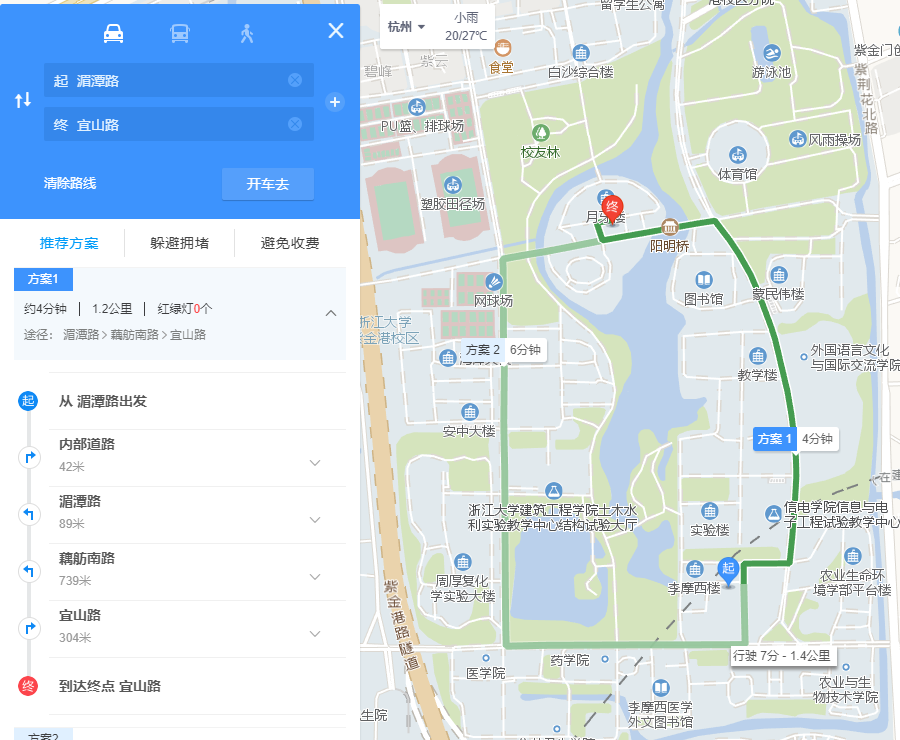 起 湄潭路
终 宜山路
清除路线
开车去
推荐方案
躲避拥堵
避免收费
方案1
约4分钟
1.2公里
红绿灯0个
途径: 湄潭路>藕舫南路>宜山路
起
从 湄潭路出发
内部道路
42米
湄潭路
89米
藕舫南路
739米
宜山路
304米
终
到达终点 宜山路
方案2
杭州
小雨
20/27℃
留学生公寓
紫金门
食堂
紫云
碧峰
白沙综合楼
游泳池
紫荆花北路
PU篮、排球场
校友林
风雨操场
体育馆
塑胶田径场
终
阳明桥
图书馆
蒙民伟楼
网球场
浙江大学
金港校区
方案 2
6分钟
外国语言文化
与国际交流学院
教学楼
安中大楼
方案 1
4分钟
在建
浙江大学建筑工程学院土木水
利实验教学中心结构试验大厅
信电学院信息与电
子工程试验教学中心
实验楼
周厚复化
学实验大楼
起
李摩西楼
农业生命环
境学部平台楼
紫金港路隧道
行驶 7分 - 1.4公里
药学院
医学院
农业与生
物技术学院
李摩西医学
外文图书馆
生院